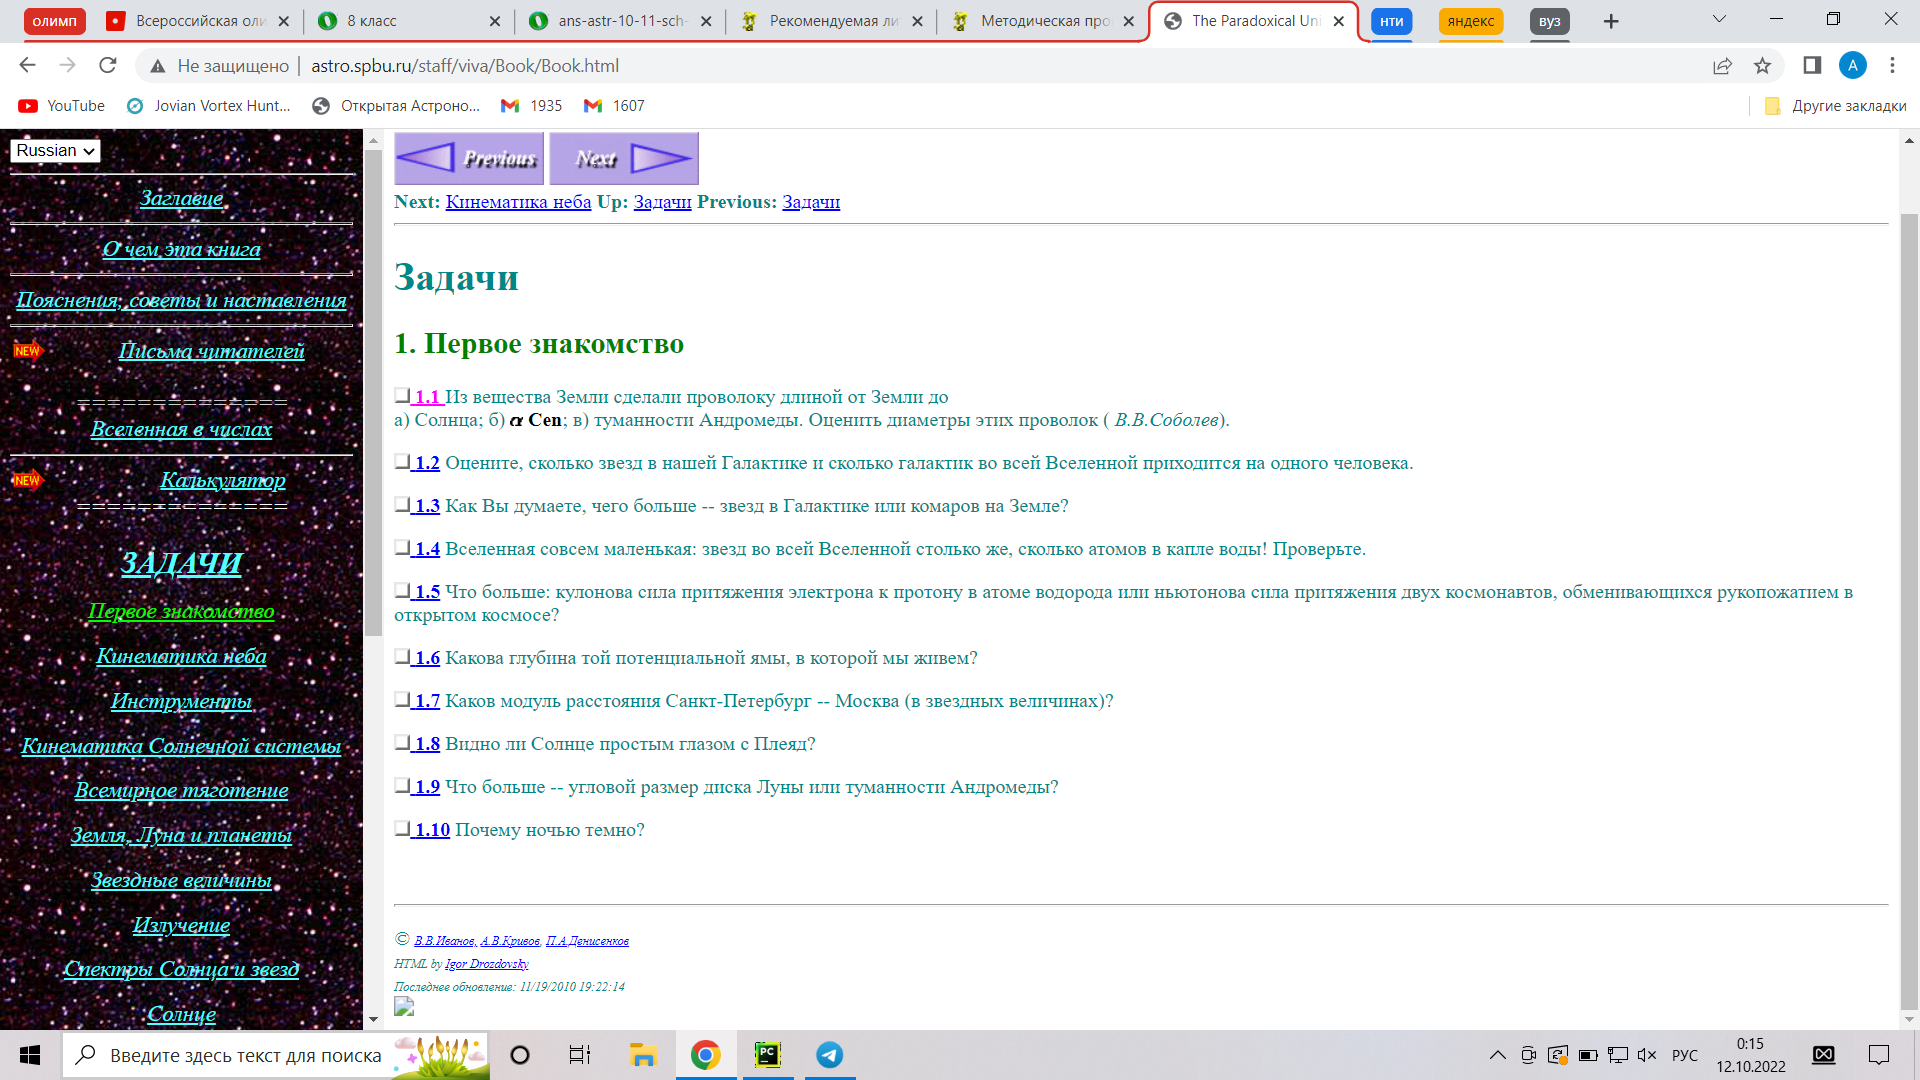 олимп
Всероссийская оли
8 класс
ans-astr-10-11-sch-
Рекомендуемая ли
Методическая про
The Paradoxical Uni
нти
яндекс
вуз
Не защищено
astro.spbu.ru/staff/viva/Book/Book.html
A
YouTube
Jovian Vortex Hunt...
Открытая Астроно...
1935
1607
Другие закладки
Russian
Заглавие
О чем эта книга
Пояснения, советы и наставления
NEW
Письма читателей
==============
Вселенная в числах
NEW
Калькулятор
==============
ЗАДАЧИ
Первое знакомство
Кинематика неба
Инструменты
Кинематика Солнечной системы
Всемирное тяготение
Земля, Луна и планеты
Звездные величины
Излучение
Спектры Солнца и звезд
Солнце
Previous
Next
Next: Кинематика неба Up: Задачи Previous: Задачи
Задачи
1. Первое знакомство
1.1 Из вещества Земли сделали проволоку длиной от Земли до
а) Солнца; б) α Cen; в) туманности Андромеды. Оценить диаметры этих проволок ( В.В.Соболев).
1.2 Оцените, сколько звезд в нашей Галактике и сколько галактик во всей Вселенной приходится на одного человека.
1.3 Как Вы думаете, чего больше -- звезд в Галактике или комаров на Земле?
1.4 Вселенная совсем маленькая: звезд во всей Вселенной столько же, сколько атомов в капле воды! Проверьте.
1.5 Что больше: кулонова сила притяжения электрона к протону в атоме водорода или ньютонова сила притяжения двух космонавтов, обменивающихся рукопожатием в
открытом космосе?
1.6 Какова глубина той потенциальной ямы, в которой мы живем?
1.7 Каков модуль расстояния Санкт-Петербург -- Москва (в звездных величинах)?
1.8 Видно ли Солнце простым глазом с Плеяд?
1.9 Что больше -- угловой размер диска Луны или туманности Андромеды?
1.10 Почему ночью темно?
© В.В.Иванов, А.В.Кривов, П.А.Денисенков
HTML by Igor Drozdovsky
Последнее обновление: 11/19/2010 19:22:14
Введите здесь текст для поиска
PC
РУС
0:15
12.10.2022